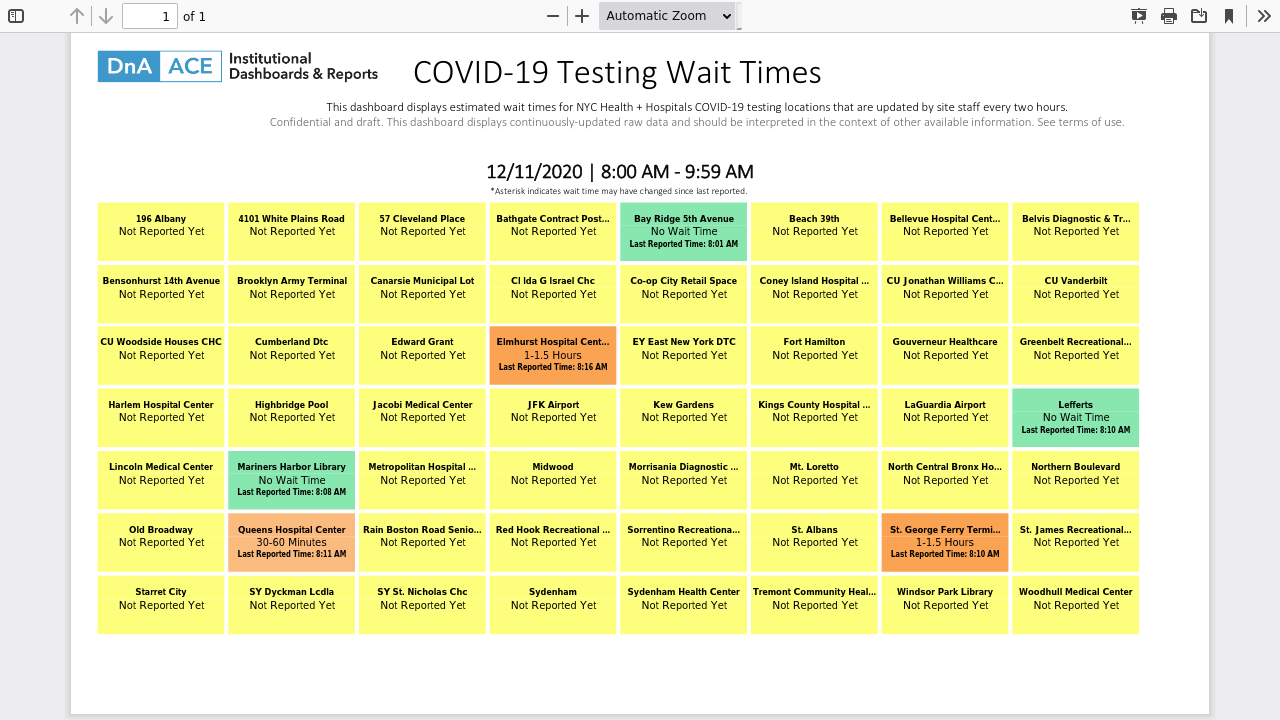 1 of 1 Automatic Zoom
DnA ACE Institutional Dashboards & Reports
COVID-19 Testing Wait Times
This dashboard displays estimated wait times for NYC Health + Hospitals COVID-19 testing locations that are updated by site staff every two hours.
Confidential and draft. This dashboard displays continuously-updated raw data and should be interpreted in the context of other available information. See terms of use.
12/11/2020 | 8:00 AM - 9:59 AM
*Asterisk indicates wait time may have changed since last reported.
196 Albany
Not Reported Yet
4101 White Plains Road
Not Reported Yet
57 Cleveland Place
Not Reported Yet
Bathgate Contract Post...
Not Reported Yet
Bay Ridge 5th Avenue
No Wait Time
Last Reported Time: 8:01 AM
Beach 39th
Not Reported Yet
Bellevue Hospital Cent...
Not Reported Yet
Belvis Diagnostic & Tr...
Not Reported Yet
Bensonhurst 14th Avenue
Not Reported Yet
Brooklyn Army Terminal
Not Reported Yet
Canarsie Municipal Lot
Not Reported Yet
CI Ida G Israel Chc
Not Reported Yet
Co-op City Retail Space
Not Reported Yet
Coney Island Hospital ...
Not Reported Yet
CU Jonathan Williams C...
Not Reported Yet
CU Vanderbilt
Not Reported Yet
CU Woodside Houses CHC
Not Reported Yet
Cumberland Dtc
Not Reported Yet
Edward Grant
Not Reported Yet
Elmhurst Hospital Cent...
1-1.5 Hours
Last Reported Time: 8:16 AM
EY East New York DTC
Not Reported Yet
Fort Hamilton
Not Reported Yet
Gouverneur Healthcare
Not Reported Yet
Greenbelt Recreational...
Not Reported Yet
Harlem Hospital Center
Not Reported Yet
Highbridge Pool
Not Reported Yet
Jacobi Medical Center
Not Reported Yet
JFK Airport
Not Reported Yet
Kew Gardens
Not Reported Yet
Kings County Hospital ...
Not Reported Yet
LaGuardia Airport
Not Reported Yet
Lefferts
No Wait Time
Last Reported Time: 8:10 AM
Lincoln Medical Center
Not Reported Yet
Mariners Harbor Library
No Wait Time
Last Reported Time: 8:08 AM
Metropolitan Hospital ...
Not Reported Yet
Midwood
Not Reported Yet
Morrisania Diagnostic ...
Not Reported Yet
Mt. Loretto
Not Reported Yet
North Central Bronx Ho...
Not Reported Yet
Northern Boulevard
Not Reported Yet
Old Broadway
Not Reported Yet
Queens Hospital Center
30-60 Minutes
Last Reported Time: 8:11 AM
Rain Boston Road Senio...
Not Reported Yet
Red Hook Recreational ...
Not Reported Yet
Sorrentino Recreationa...
Not Reported Yet
St. Albans
Not Reported Yet
St. George Ferry Termi...
1-1.5 Hours
Last Reported Time: 8:10 AM
St. James Recreational...
Not Reported Yet
Starret City
Not Reported Yet
SY Dyckman Lcdla
Not Reported Yet
SY St. Nicholas Chc
Not Reported Yet
Sydenham
Not Reported Yet
Sydenham Health Center
Not Reported Yet
Tremont Community Heal...
Not Reported Yet
Windsor Park Library
Not Reported Yet
Woodhull Medical Center
Not Reported Yet